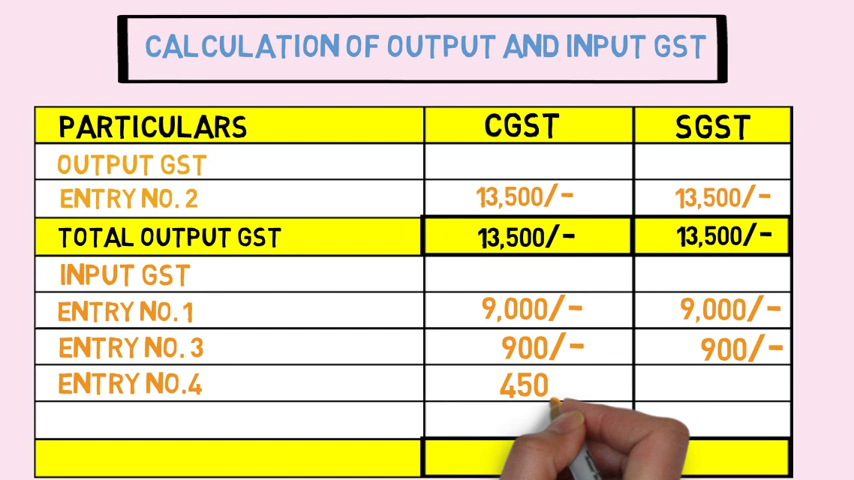 CALCULATION OF OUTPUT AND INPUT GST
PARTICULARS CGST SGST
OUTPUT GST
ENTRY NO. 2 13,500/- 13,500/-
TOTAL OUTPUT GST 13,500/- 13,500/-
INPUT GST
ENTRY NO. 1 9,000/- 9,000/-
ENTRY NO. 3 900/- 900/-
ENTRY NO.4 450